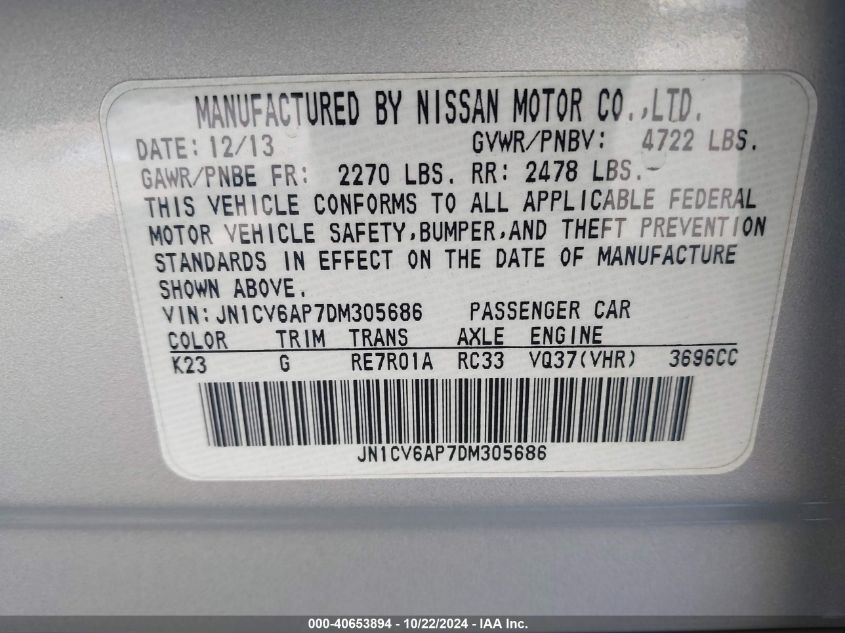 MANUFACTURED BY NISSAN MOTOR CO.,LTD.
DATE: 12/13 GVWR/PNBV: 4722 LBS.
GAWR/PNBE FR: 2270 LBS. RR: 2478 LBS.
THIS VEHICLE CONFORMS TO ALL APPLICABLE FEDERAL
MOTOR VEHICLE SAFETY,BUMPER,AND THEFT PREVENTION
STANDARDS IN EFFECT ON THE DATE OF MANUFACTURE
SHOWN ABOVE.
VIN: JN1CV6AP7DM305686 PASSENGER CAR
COLOR TRIM TRANS AXLE ENGINE
K23 G RE7R01A RC33 VQ37(VHR) 3696CC
JN1CV6AP7DM305686
000-40653894 - 10/22/2024 - IAA Inc.